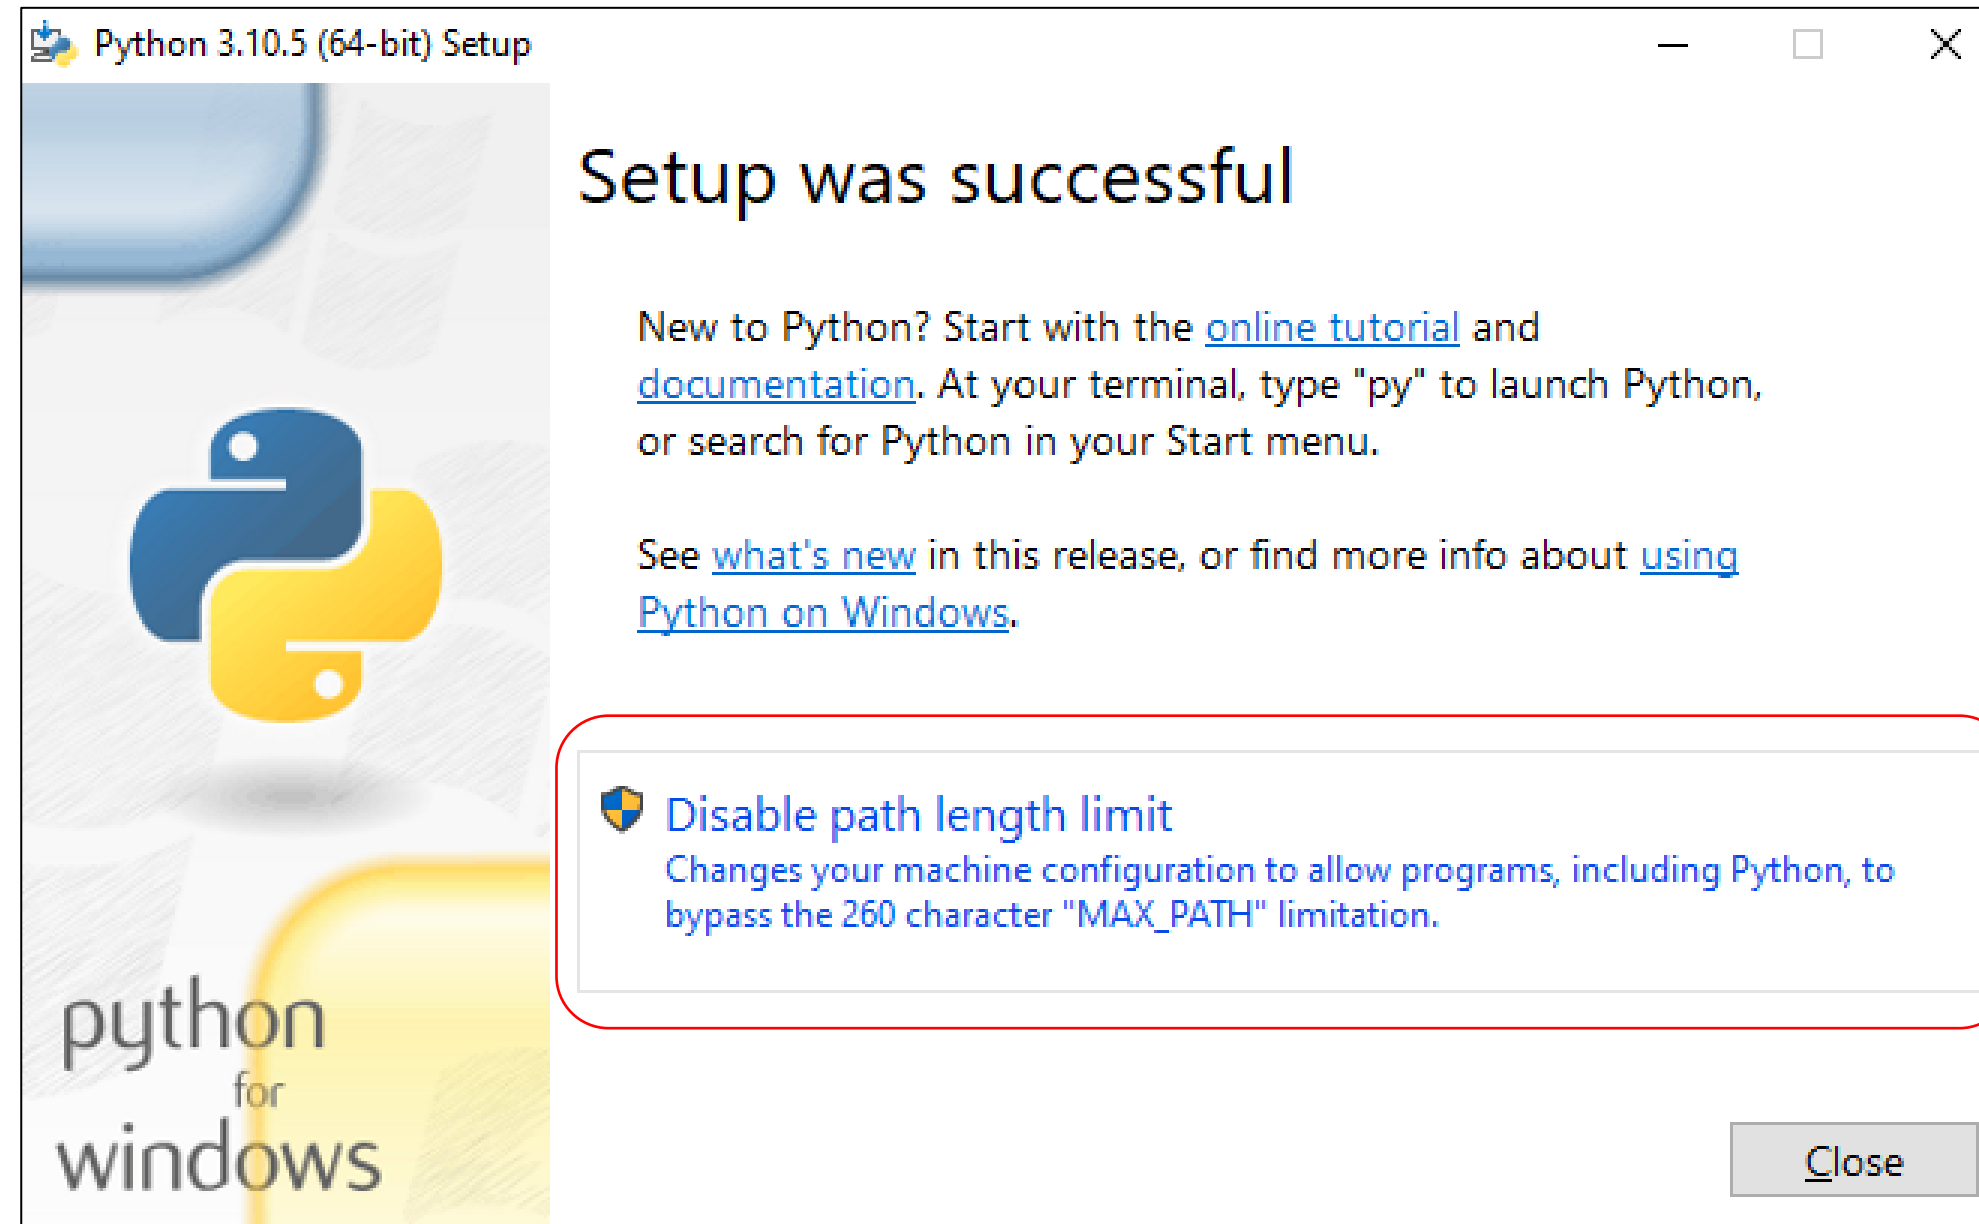 Python 3.10.5 (64-bit) Setup
Setup was successful
New to Python? Start with the online tutorial and
documentation. At your terminal, type "py" to launch Python,
or search for Python in your Start menu.
See what's new in this release, or find more info about using
Python on Windows.
Disable path length limit
Changes your machine configuration to allow programs, including Python, to
bypass the 260 character "MAX_PATH" limitation.
python
for
windows
Close